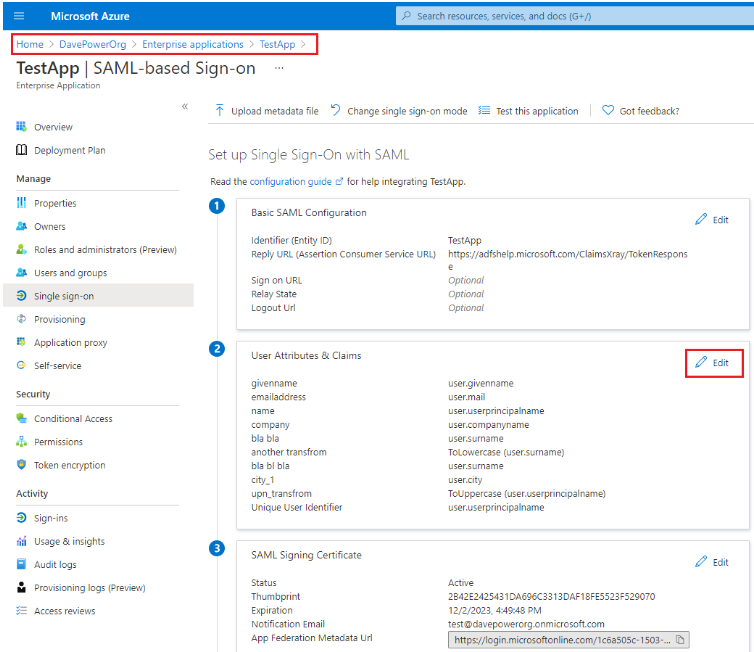 Microsoft Azure
Search resources, services, and docs (G+/)
Home > DavePowerOrg > Enterprise applications > TestApp >
TestApp | SAML-based Sign-on ...
Enterprise Application
«
Overview
Deployment Plan
Manage
Properties
Owners
Roles and administrators (Preview)
Users and groups
Single sign-on
Provisioning
Application proxy
Self-service
Security
Conditional Access
Permissions
Token encryption
Activity
Sign-ins
Usage & insights
Audit logs
Provisioning logs (Preview)
Access reviews
Upload metadata file Change single sign-on mode Test this application | Got feedback?
Set up Single Sign-On with SAML
Read the configuration guide for help integrating TestApp.
1
Basic SAML Configuration Edit
Identifier (Entity ID) TestApp
Reply URL (Assertion Consumer Service URL) https://adfshelp.microsoft.com/ClaimsXray/TokenRespons
e
Sign on URL Optional
Relay State Optional
Logout Url Optional
2
User Attributes & Claims Edit
givenname user.givenname
emailaddress user.mail
name user.userprincipalname
company user.companyname
bla bla user.surname
another transfrom ToLowercase (user.surname)
bla bl bla user.surname
city_1 user.city
upn_transfrom ToUppercase (user.userprincipalname)
Unique User Identifier user.userprincipalname
3
SAML Signing Certificate Edit
Status Active
Thumbprint 2B42E2425431DA696C3313DAF18FE5523F529070
Expiration 12/2/2023, 4:49:48 PM
Notification Email test@davepowerorg.onmicrosoft.com
App Federation Metadata Url https://login.microsoftonline.com/1c6a505c-1503-...